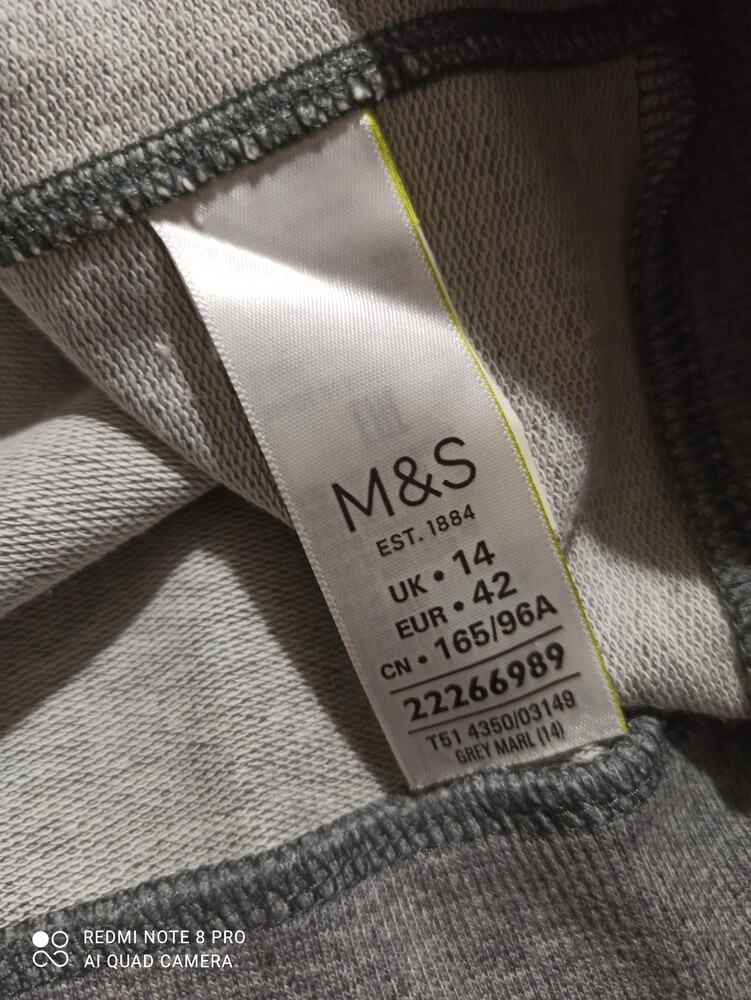 M&S
EST. 1884
UK • 14
EUR • 42
CN • 165/96A
22266989
T51 4350/03149
GREY MARL (14)
REDMI NOTE 8 PRO
AI QUAD CAMERA